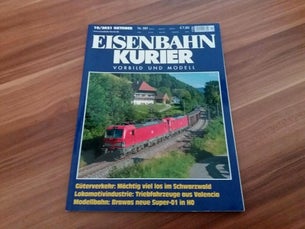 10/2021 OKTOBER
EISENBAHN
KURIER
VORBILD UND MODELL
Güterverkehr: Mächtig viel los im Schwarzwald
Lokomotivindustrie: Triebfahrzeuge aus Valencia
Modellbahn: Brawas neue Super-01 in H0